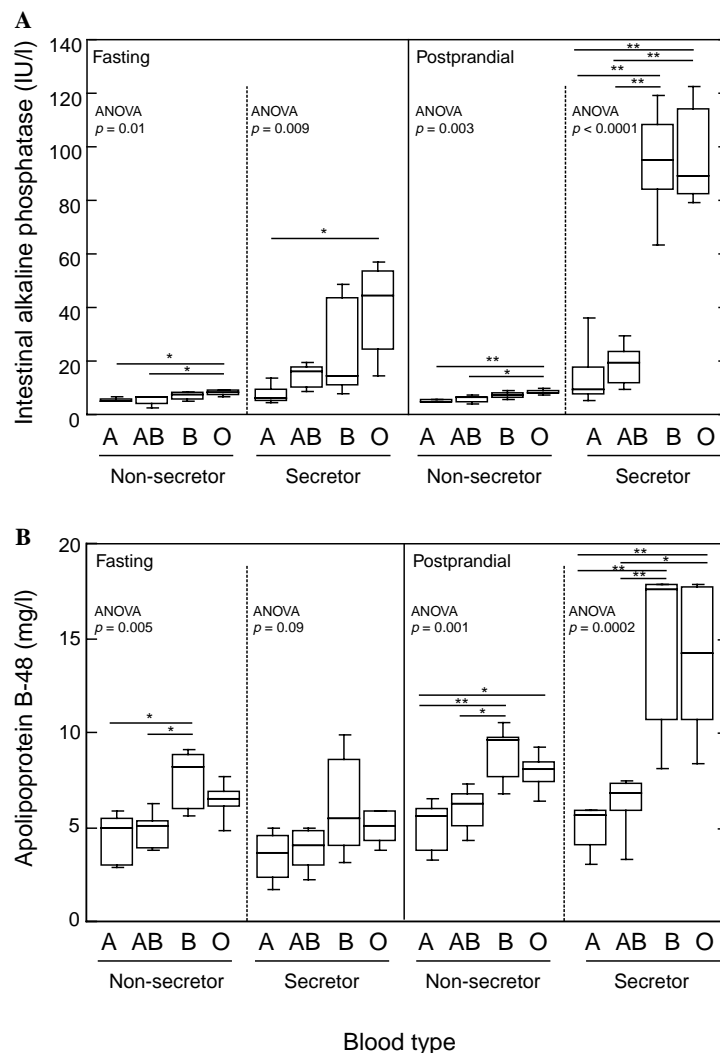 A
Intestinal alkaline phosphatase (IU/l)
140
120
100
80
60
40
20
0
Fasting
Postprandial
ANOVA
p = 0.01
ANOVA
p = 0.009
ANOVA
p = 0.003
ANOVA
p < 0.0001
*
*
*
**
*
**
**
**
**
A AB B O A AB B O A AB B O A AB B O
Non-secretor Secretor Non-secretor Secretor
B
Apolipoprotein B-48 (mg/l)
20
15
10
5
0
Fasting
Postprandial
ANOVA
p = 0.005
ANOVA
p = 0.09
ANOVA
p = 0.001
ANOVA
p = 0.0002
*
*
*
**
*
**
*
**
**
A AB B O A AB B O A AB B O A AB B O
Non-secretor Secretor Non-secretor Secretor
Blood type